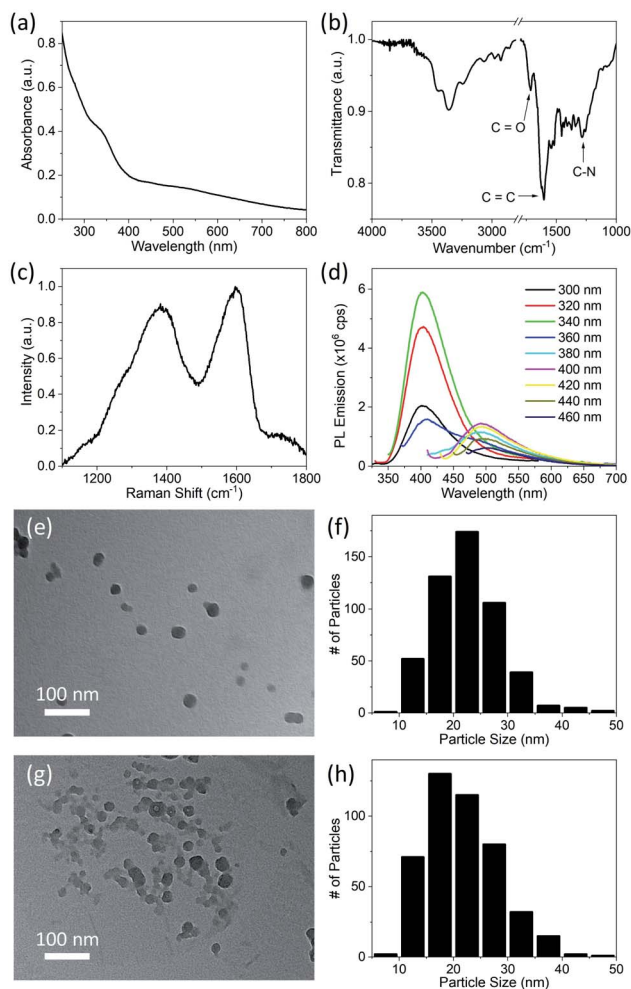 (a)
0.8
0.6
0.4
0.2
0.0
Absorbance (a.u.)
300 400 500 600 700 800
Wavelength (nm)
(b)
1.0
0.9
0.8
Transmittance (a.u.)
C = O
C = C
C-N
4000 3500 3000 1500 1000
Wavenumber (cm-1)
(c)
1.0
0.8
0.6
0.4
0.2
0.0
Intensity (a.u.)
1200 1400 1600 1800
Raman Shift (cm-1)
(d)
6
4
2
0
PL Emission (x10⁶ cps)
300 nm
320 nm
340 nm
360 nm
380 nm
400 nm
420 nm
440 nm
460 nm
350 400 450 500 550 600 650 700
Wavelength (nm)
(e)
100 nm
(f)
150
100
50
0
# of Particles
10 20 30 40 50
Particle Size (nm)
(g)
100 nm
(h)
100
50
0
# of Particles
10 20 30 40 50
Particle Size (nm)